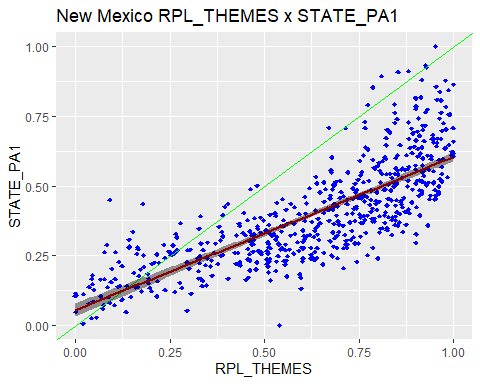 New Mexico RPL_THEMES x STATE_PA1
1.00
0.75
0.50
0.25
0.00
STATE_PA1
0.00 0.25 0.50 0.75 1.00
RPL_THEMES